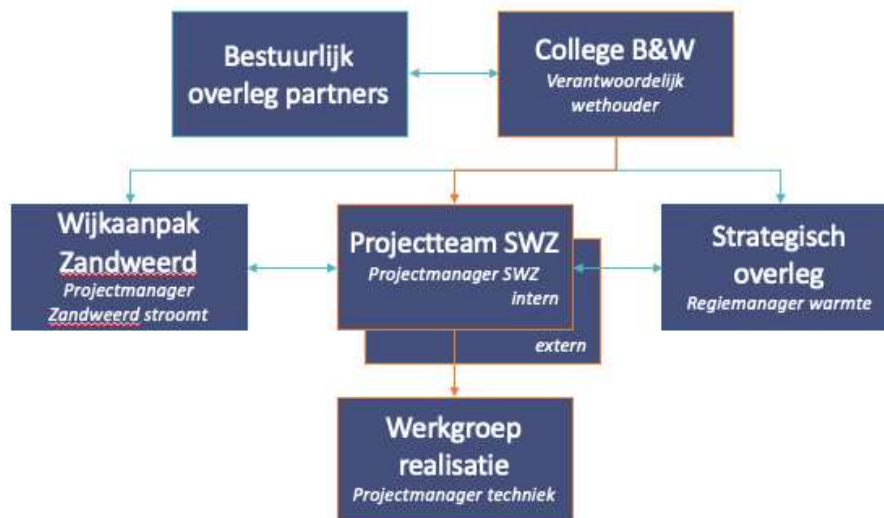 Bestuurlijk
overleg partners
College B&W
Verantwoordelijk
wethouder
Wijkaanpak
Zandweerd
Projectmanager
Zandweerd stroomt
Projectteam SWZ
Projectmanager SWZ
intern
extern
Strategisch
overleg
Regiemanager warmte
Werkgroep
realisatie
Projectmanager techniek